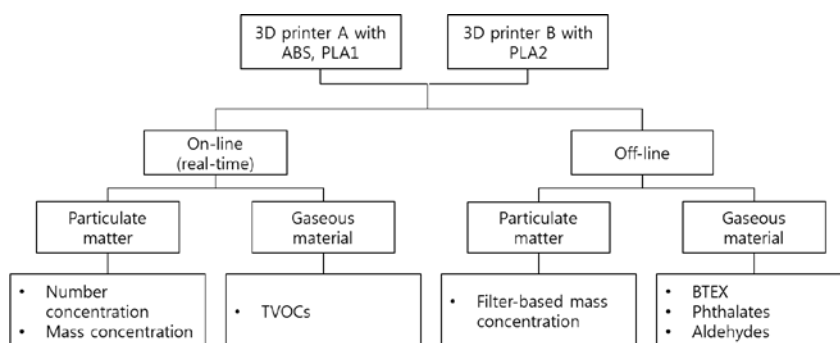 3D printer A with
ABS, PLA1
3D printer B with
PLA2
On-line
(real-time)
Off-line
Particulate
matter
Gaseous
material
Particulate
matter
Gaseous
material
• Number
concentration
• Mass concentration
• TVOCs
• Filter-based mass
concentration
• BTEX
• Phthalates
• Aldehydes